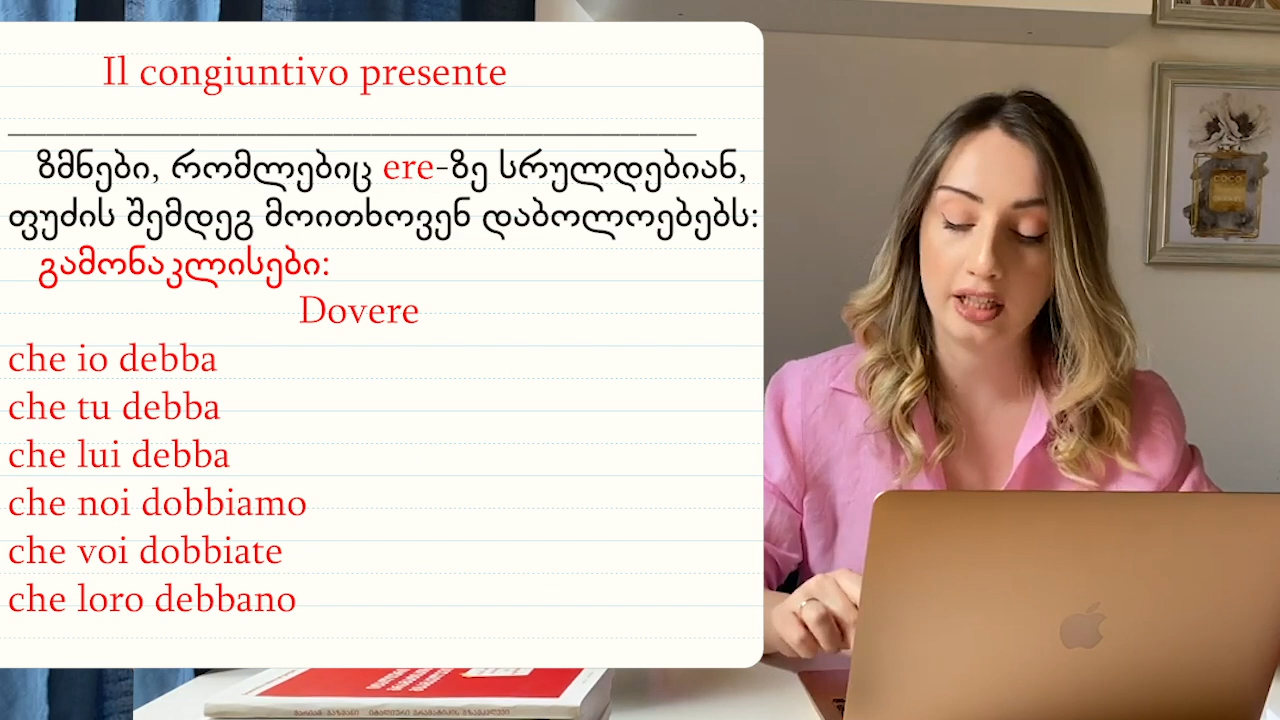 Il congiuntivo presente
ზმნები, რომლებიც ere-ზე სრულდებიან,
ფუძის შემდეგ მოითხოვენ დაბოლოებებს:
გამონაკლისები:
Dovere
che io debba
che tu debba
che lui debba
che noi dobbiamo
che voi dobbiate
che loro debbano
COCO